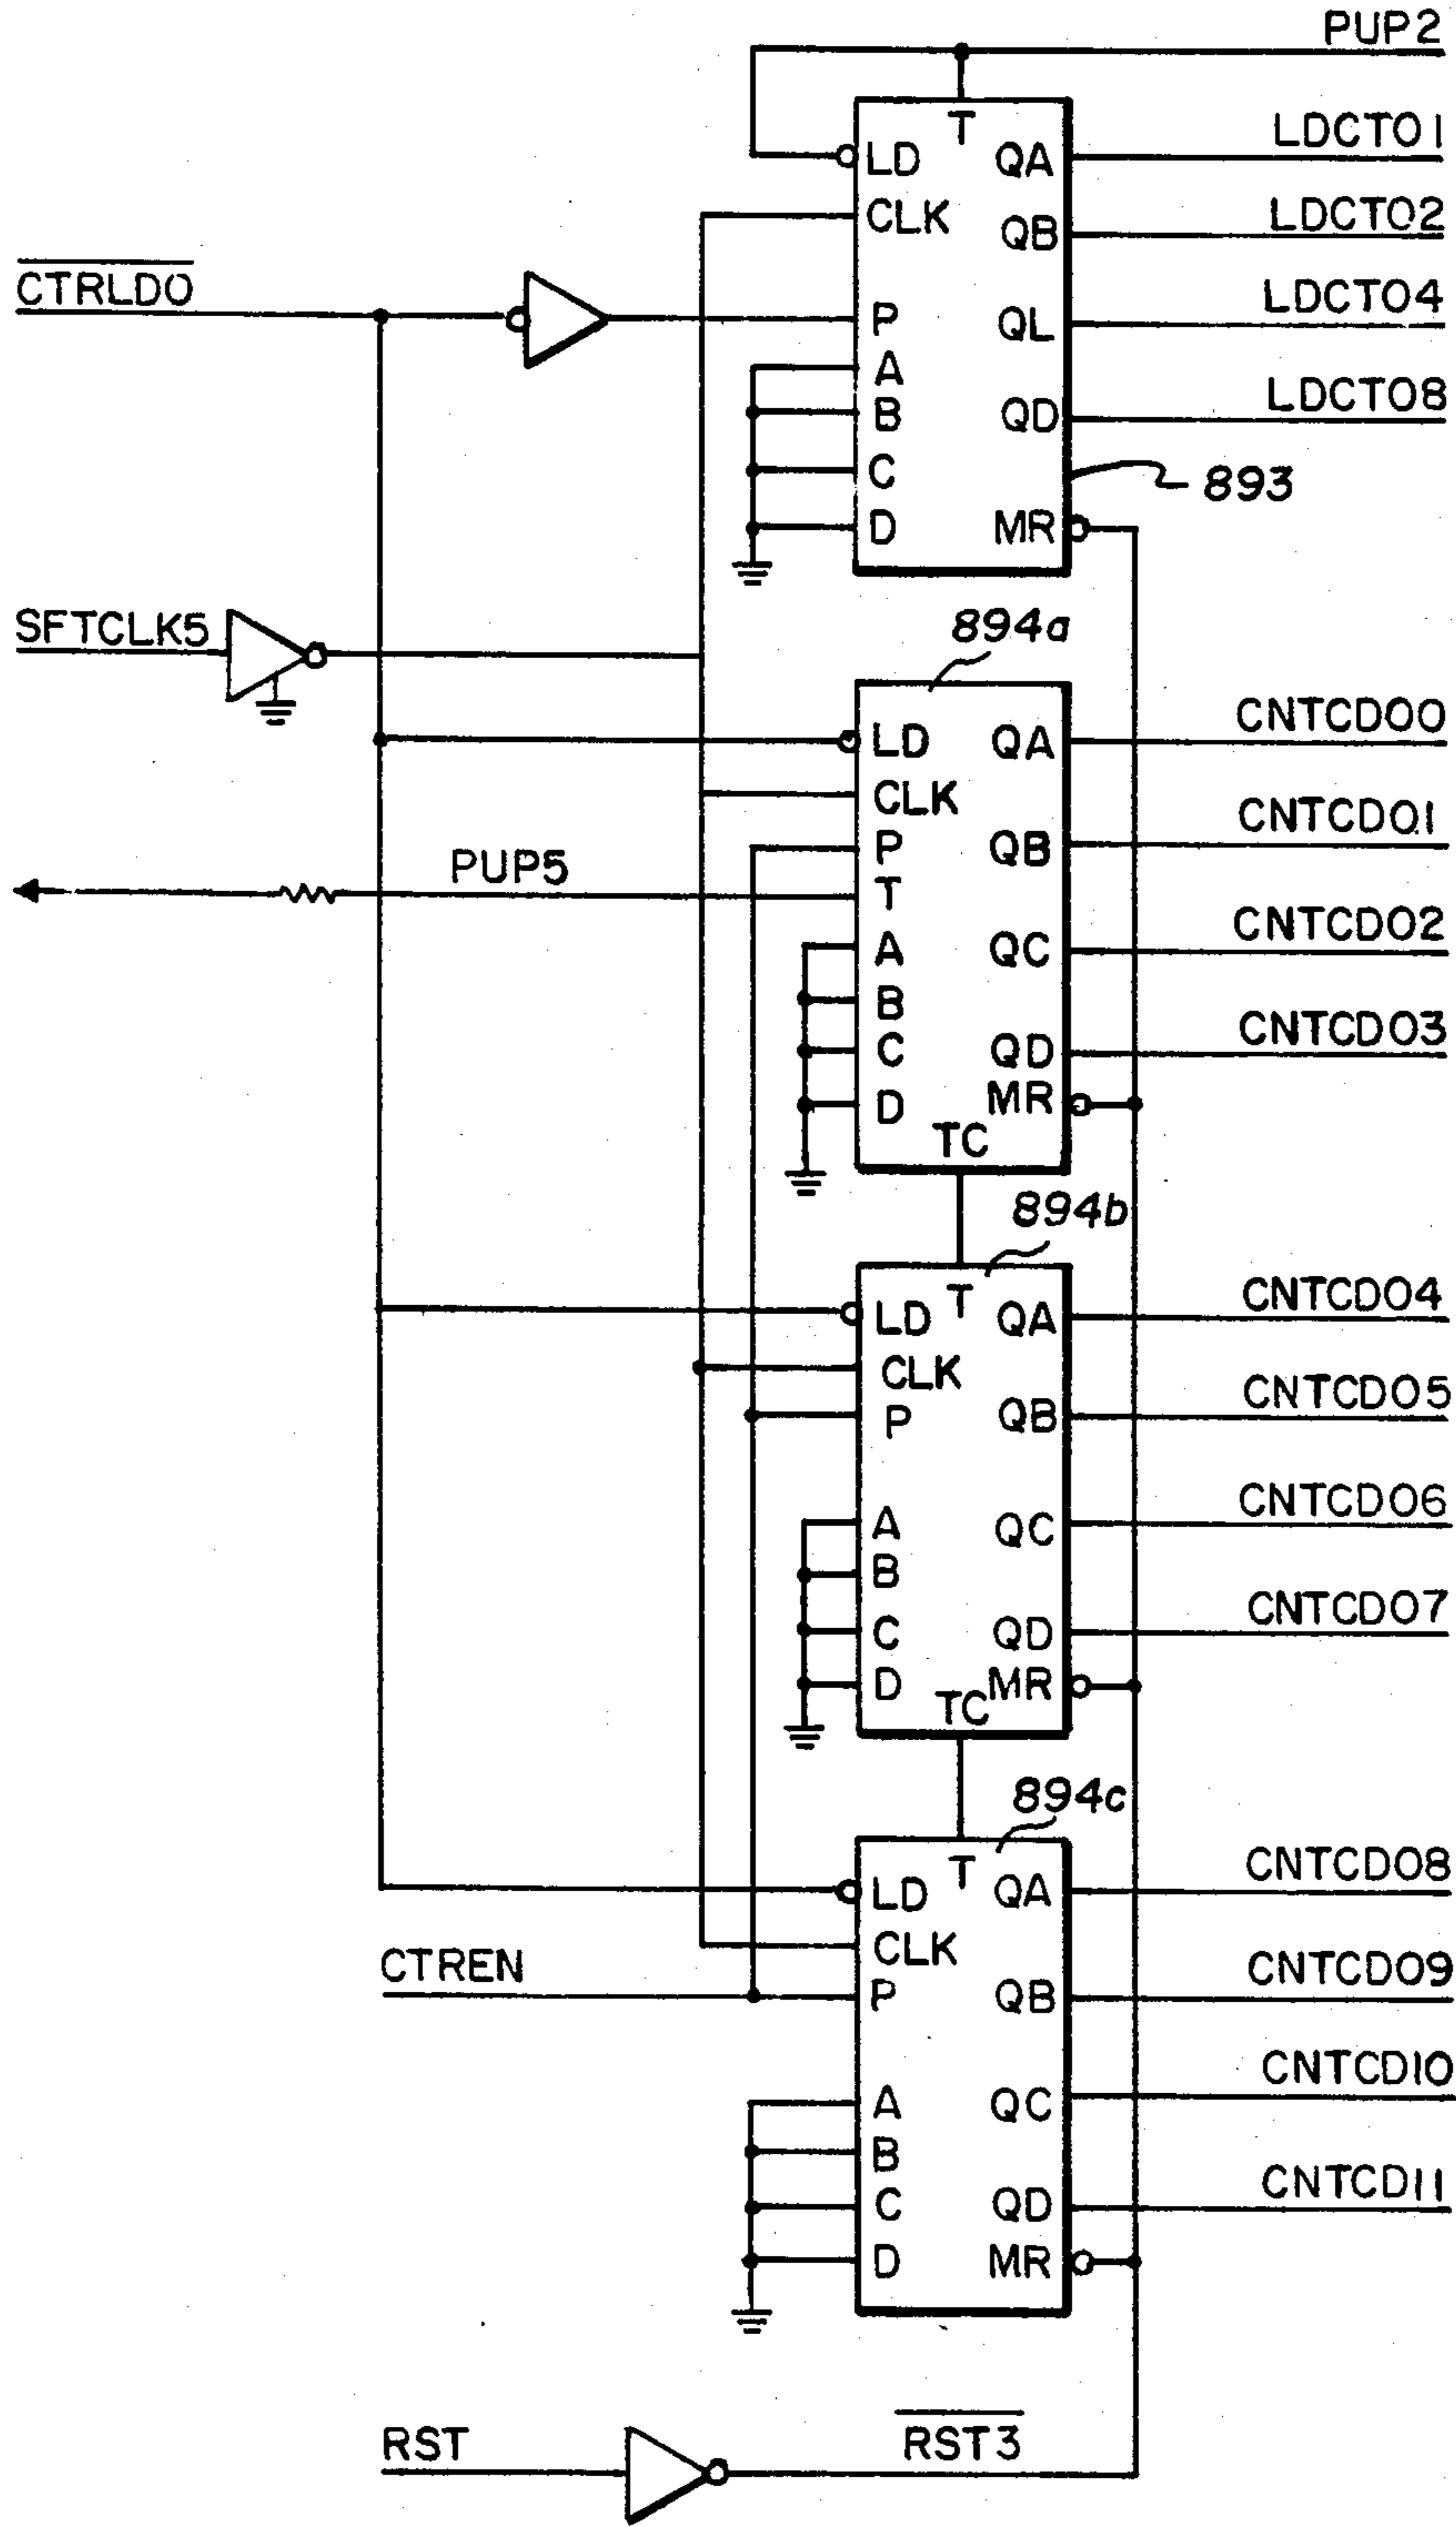 PUP2
T
LD QA LDCT01
CLK QB LDCT02
CTRLD0
P QL LDCT04
A
B QD LDCT08
C
893
D MR
SFTCLK5
894a
LD QA CNTCD00
CLK
P QB CNTCD01
PUP5
T
A QC CNTCD02
B
C QD CNTCD03
D MR
TC
894b
T
LD QA CNTCD04
CLK
P QB CNTCD05
A QC CNTCD06
B
C QD CNTCD07
D MR
TC
894c
T
LD QA CNTCD08
CLK
CTREN
P QB CNTCD09
A QC CNTCD10
B
C QD CNTCD11
D MR
RST RST3